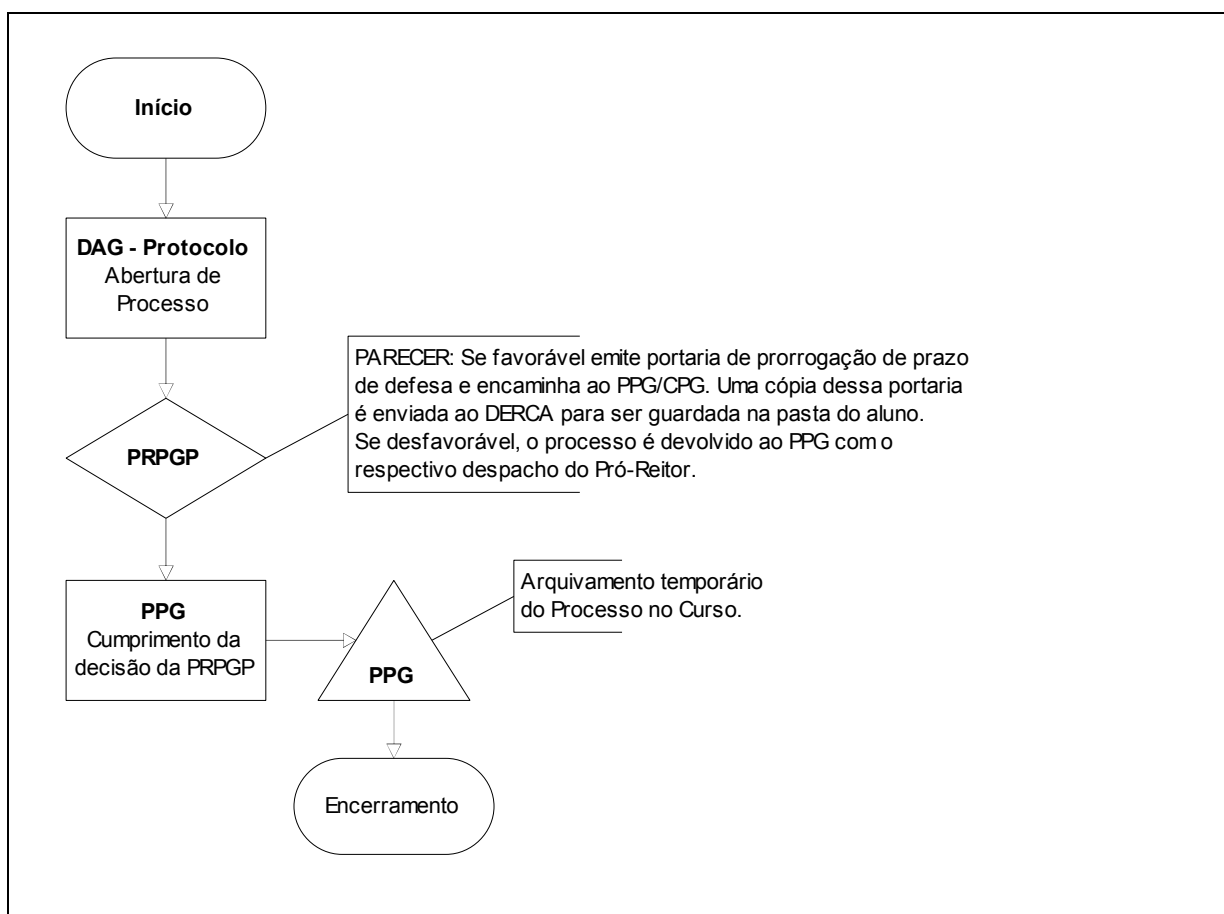 Início
DAG - Protocolo
Abertura de
Processo
PARECER: Se favorável emite portaria de prorrogação de prazo
de defesa e encaminha ao PPG/CPG. Uma cópia dessa portaria
é enviada ao DERCA para ser guardada na pasta do aluno.
Se desfavorável, o processo é devolvido ao PPG com o
respectivo despacho do Pró-Reitor.
PRPGP
PPG
Cumprimento da
decisão da PRPGP
Arquivamento temporário
do Processo no Curso.
PPG
Encerramento